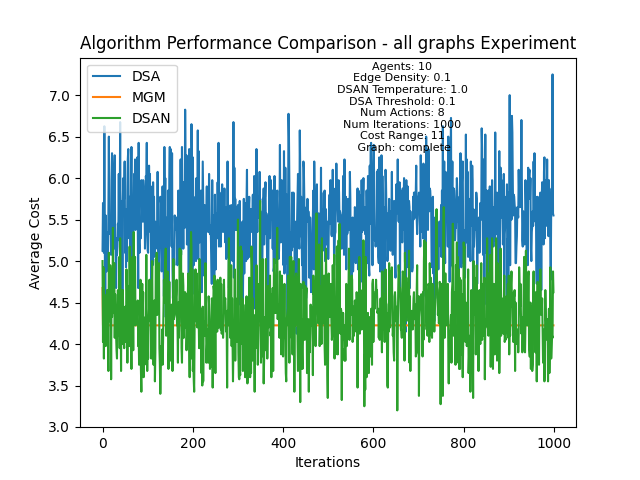 Algorithm Performance Comparison - all graphs Experiment
DSA
MGM
DSAN
Agents: 10
Edge Density: 0.1
DSAN Temperature: 1.0
DSA Threshold: 0.1
Num Actions: 8
Num Iterations: 1000
Cost Range: 11
Graph: complete
Average Cost
7.0
6.5
6.0
5.5
5.0
4.5
4.0
3.5
3.0
0
200
400
600
800
1000
Iterations